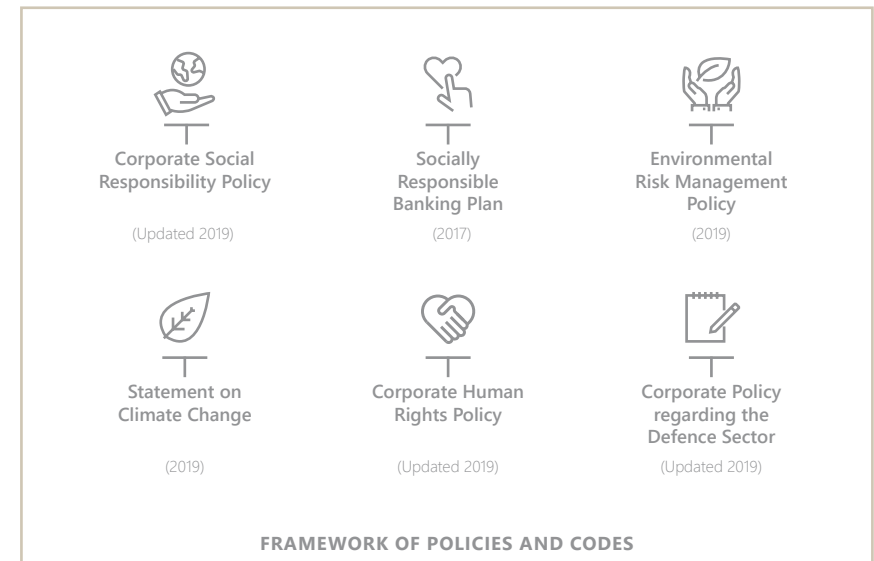 Corporate Social
Responsibility Policy
(Updated 2019)
Socially
Responsible
Banking Plan
(2017)
Environmental
Risk Management
Policy
(2019)
Statement on
Climate Change
(2019)
Corporate Human
Rights Policy
(Updated 2019)
Corporate Policy
regarding the
Defence Sector
(Updated 2019)
FRAMEWORK OF POLICIES AND CODES